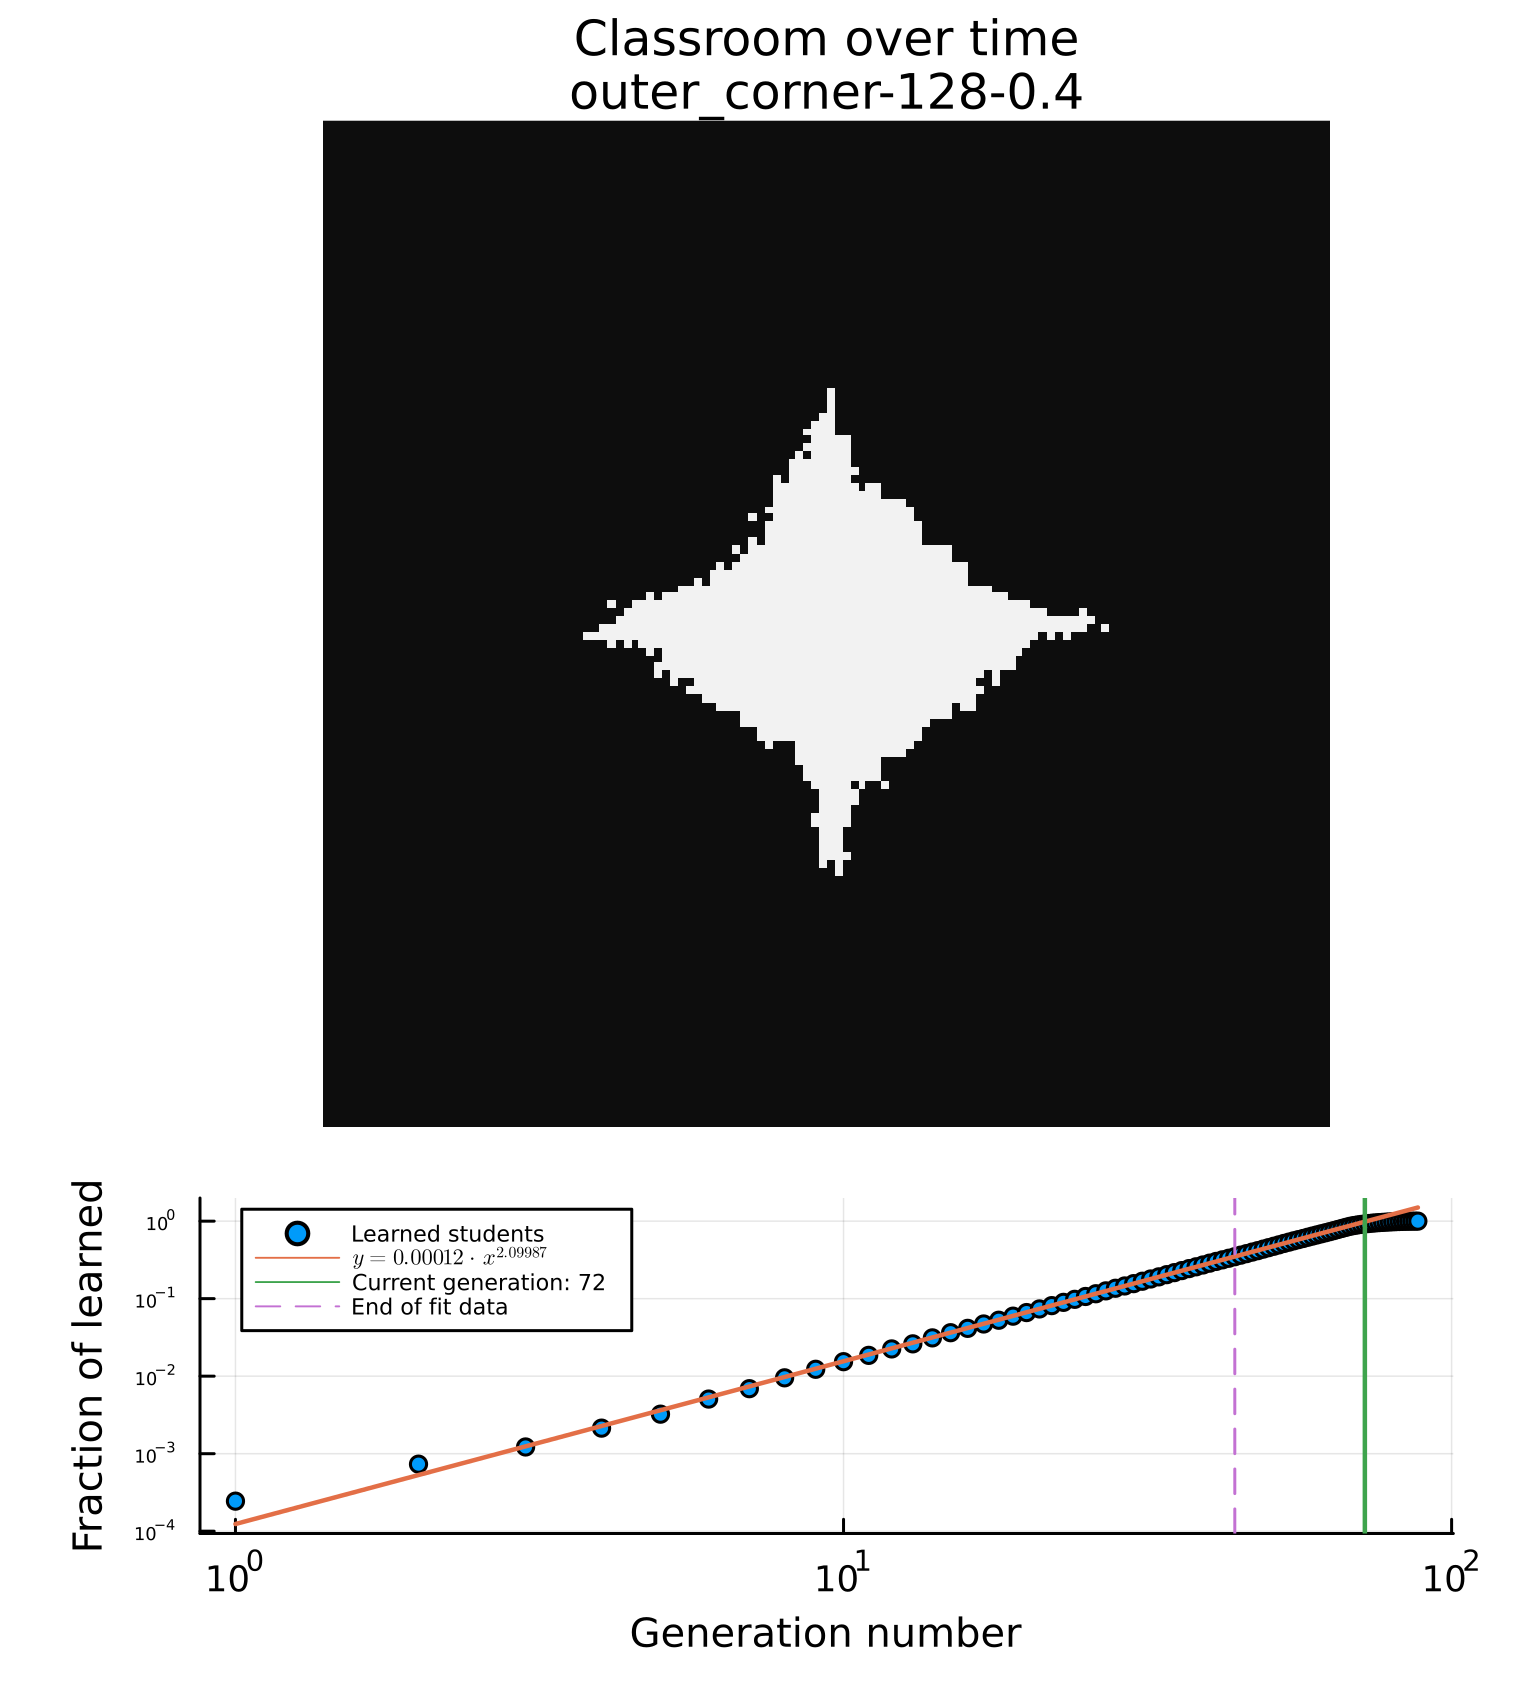 Classroom over time
outer_corner-128-0.4
Fraction of learned
10^0
10^-1
10^-2
10^-3
10^-4
Learned students
y = 0.00012 · x^2.09987
Current generation: 72
End of fit data
10^0 10^1 10^2
Generation number